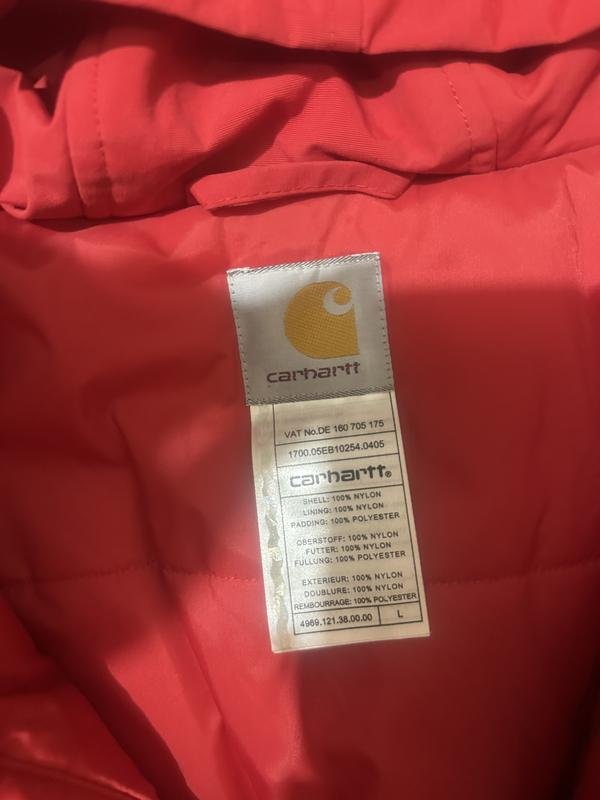 carhartt
VAT No.DE 160 705 175
1700.05EB10254.0405
carhartt®
SHELL: 100% NYLON
LINING: 100% NYLON
PADDING: 100% POLYESTER
OBERSTOFF: 100% NYLON
FUTTER: 100% NYLON
FULLUNG: 100% POLYESTER
EXTERIEUR: 100% NYLON
DOUBLURE: 100% NYLON
REMBOURRAGE: 100% POLYESTER
4969.121.38.00.00 L